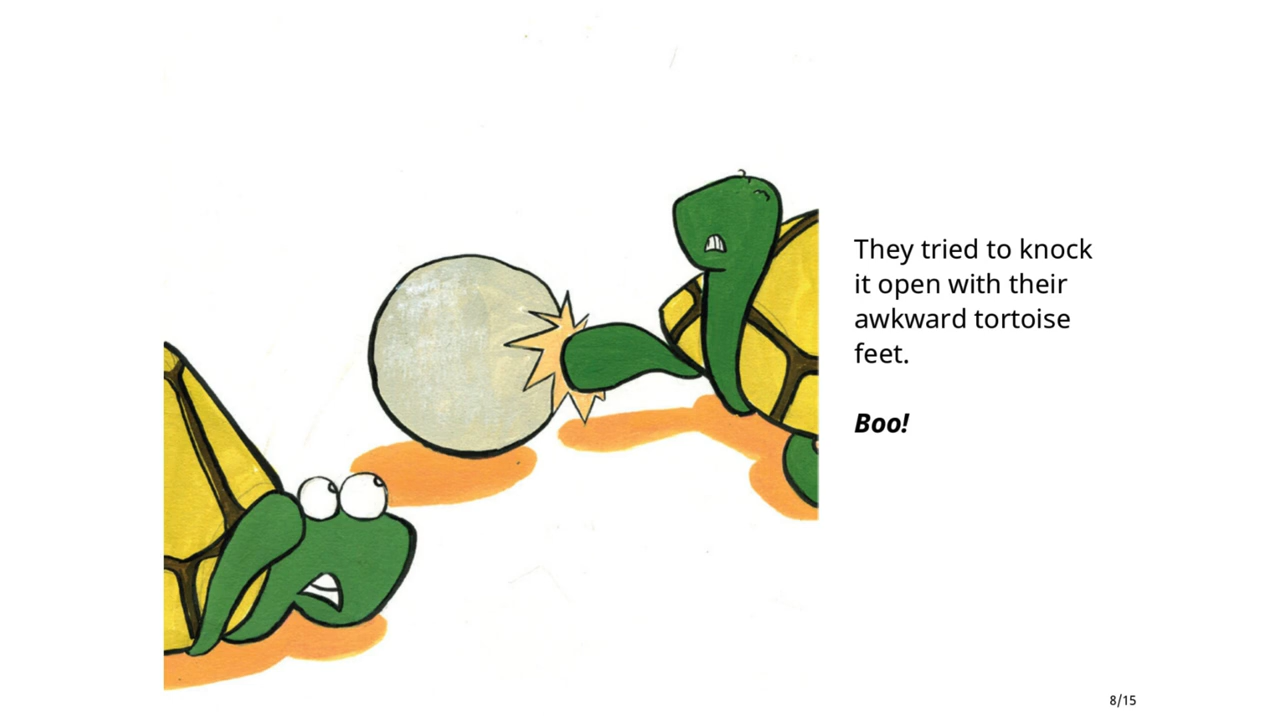 They tried to knock
it open with their
awkward tortoise
feet.
Boo!
8/15